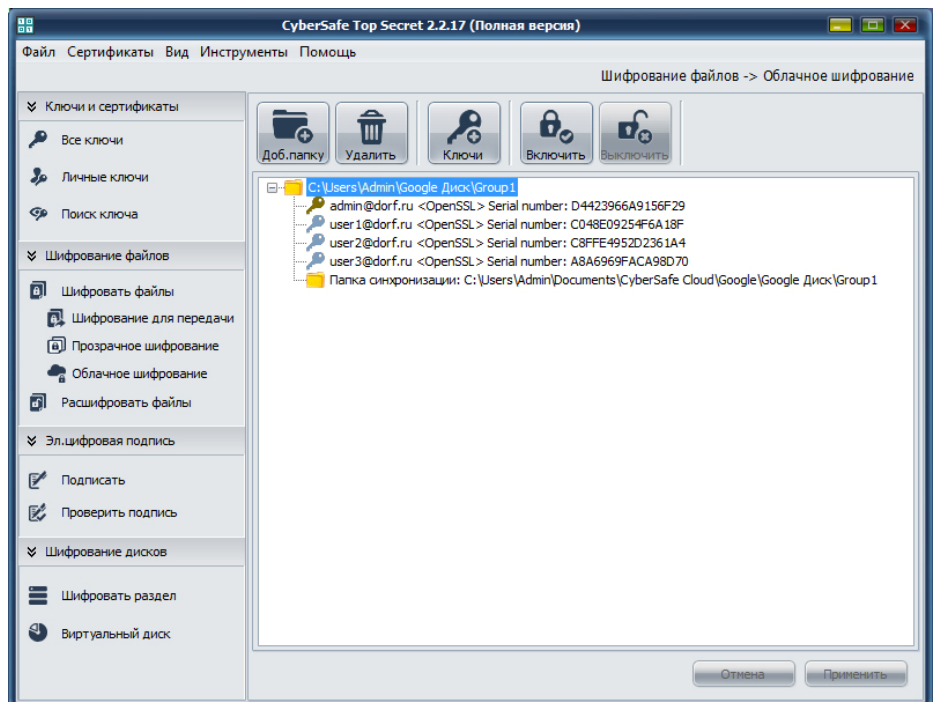 CyberSafe Top Secret 2.2.17 (Полная версия)
Файл Сертификаты Вид Инструменты Помощь
Шифрование файлов -> Облачное шифрование
Ключи и сертификаты
Все ключи
Личные ключи
Поиск ключа
Шифрование файлов
Шифровать файлы
Шифрование для передачи
Прозрачное шифрование
Облачное шифрование
Расшифровать файлы
Эл.цифровая подпись
Подписать
Проверить подпись
Шифрование дисков
Шифровать раздел
Виртуальный диск
Доб.папку Удалить Ключи Включить Выключить
C:\Users\Admin\Google Диск\Group1
admin@dorf.ru <OpenSSL> Serial number: D4423966A9156F29
user1@dorf.ru <OpenSSL> Serial number: C048E09254F6A18F
user2@dorf.ru <OpenSSL> Serial number: C8FFE4952D2361A4
user3@dorf.ru <OpenSSL> Serial number: A8A6969FACA98D70
Папка синхронизации: C:\Users\Admin\Documents\CyberSafe Cloud\Google\Google Диск\Group1
Отмена Применить